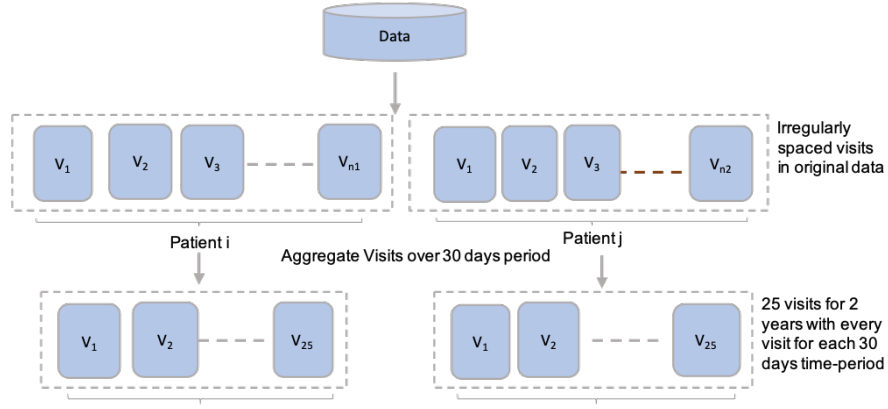 Data
V1 V2 V3 Vn1
V1 V2 V3 Vn2
Irregularly
spaced visits
in original data
Patient i
Patient j
Aggregate Visits over 30 days period
V1 V2 V25
V1 V2 V25
25 visits for 2
years with every
visit for each 30
days time-period